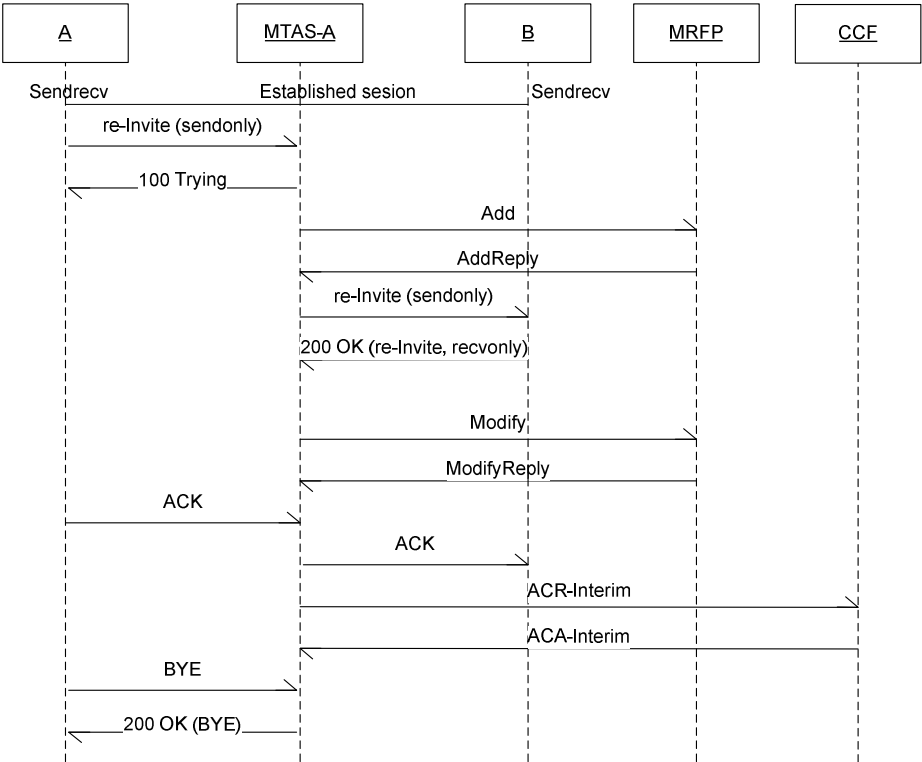 A MTAS-A B MRFP CCF
Sendrecv Established sesion Sendrecv
re-Invite (sendonly)
100 Trying
Add
AddReply
re-Invite (sendonly)
200 OK (re-Invite, recvonly)
Modify
ModifyReply
ACK
ACK
ACR-Interim
ACA-Interim
BYE
200 OK (BYE)